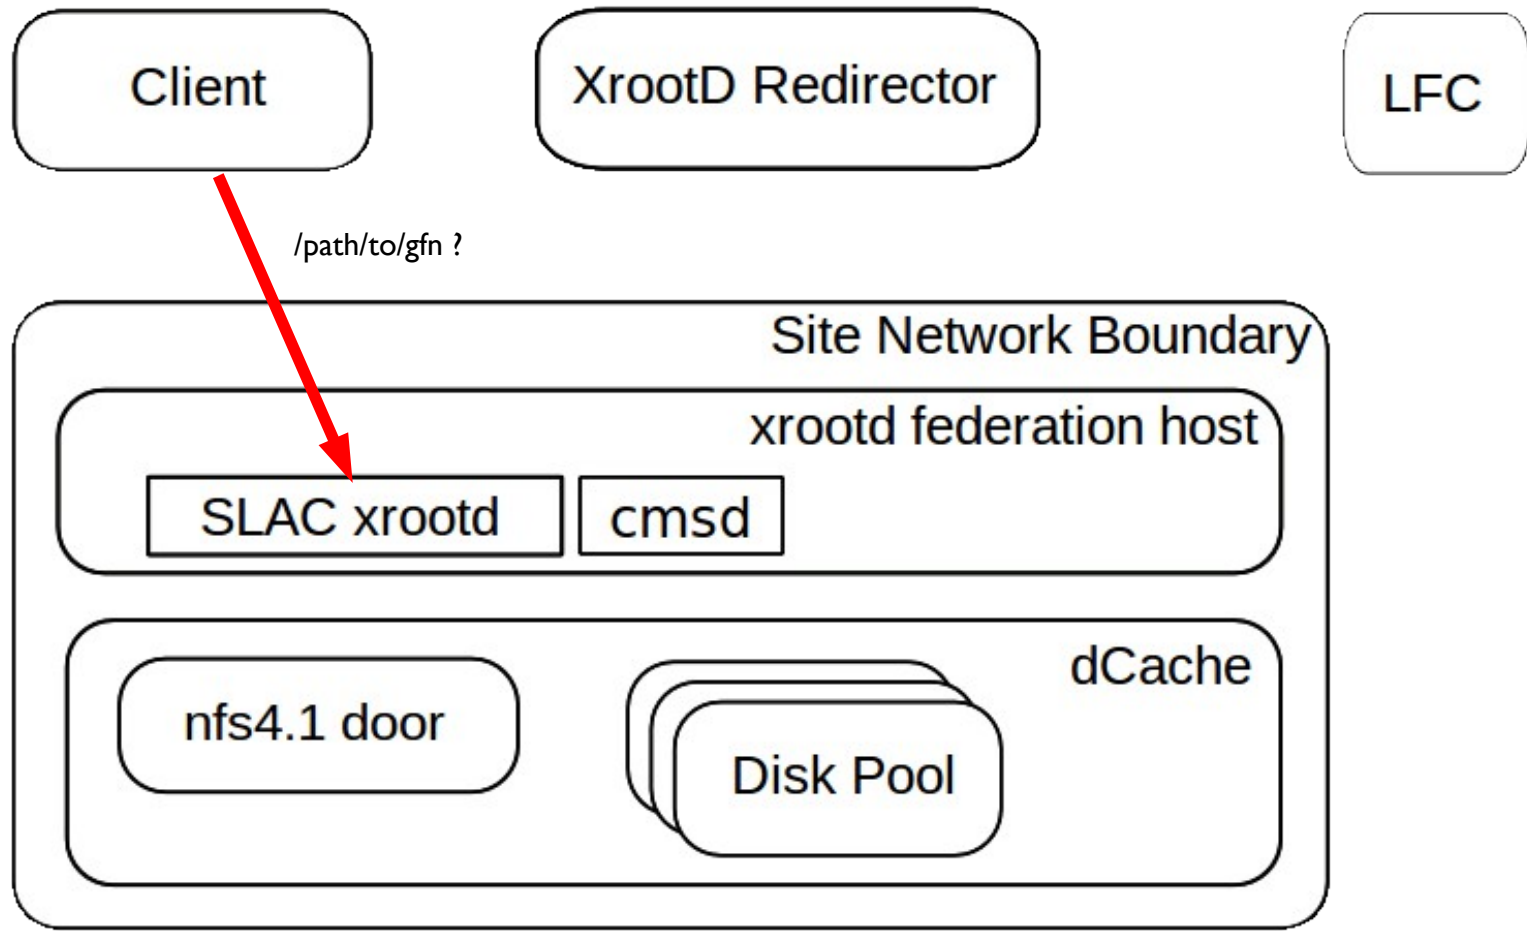 Client
XrootD Redirector
LFC
/path/to/gfn ?
Site Network Boundary
xrootd federation host
SLAC xrootd
cmsd
dCache
nfs4.1 door
Disk Pool